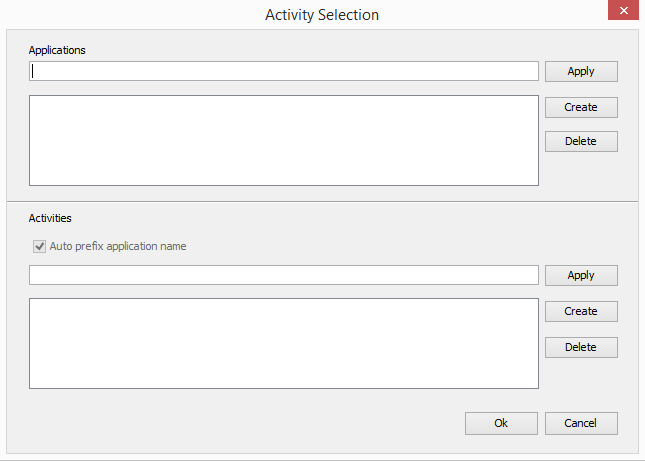 Activity Selection
Applications
Apply
Create
Delete
Activities
Auto prefix application name
Apply
Create
Delete
Ok
Cancel